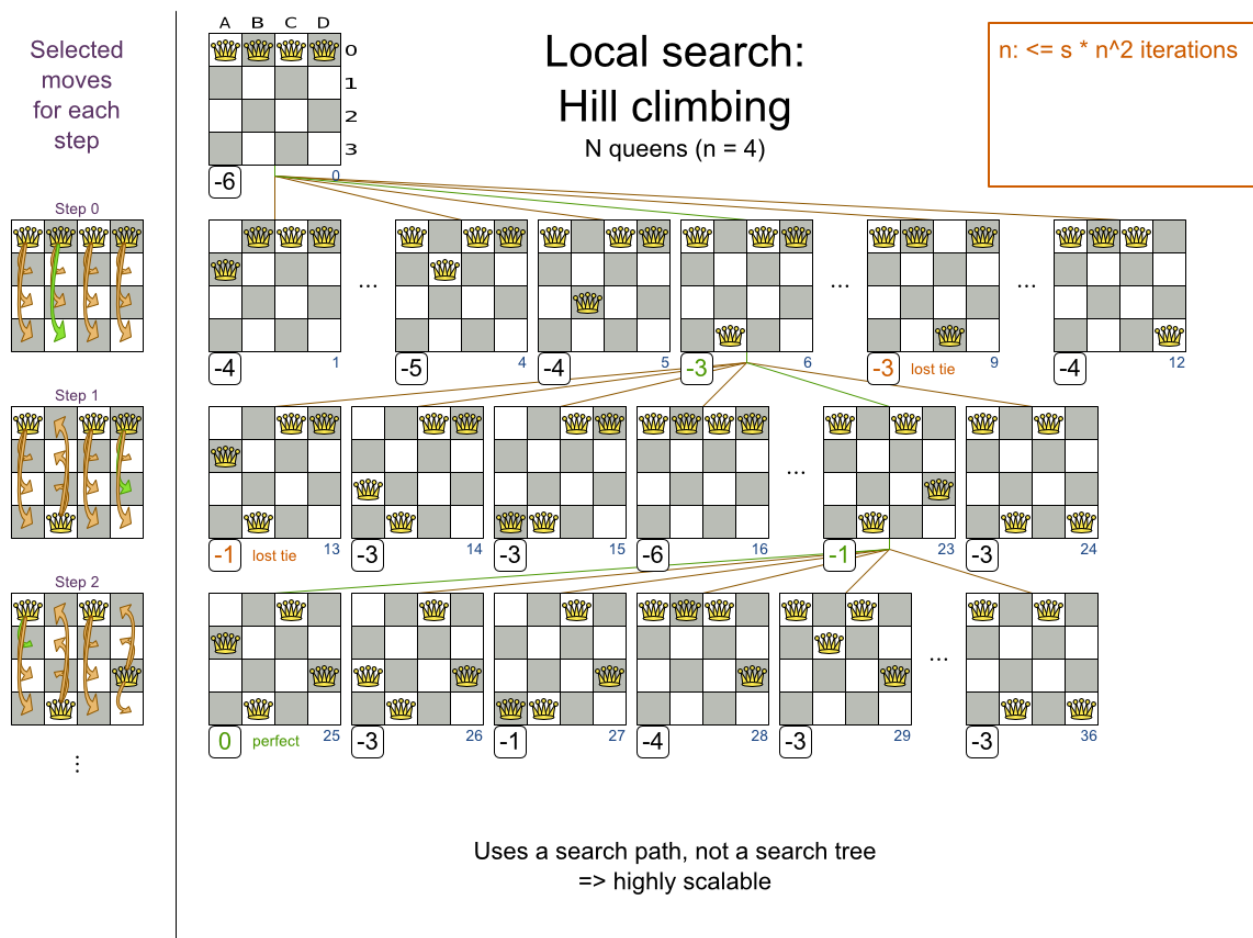 Selected
moves
for each
step
A B C D
0
1
2
3
-6
0
Local search:
Hill climbing
N queens (n = 4)
n: <= s * n^2 iterations
Step 0
...
...
...
-4 1
-5 4
-4 5
-3 6
-3 lost tie 9
-4 12
Step 1
...
-1 lost tie 13
-3 14
-3 15
-6 16
-1 23
-3 24
Step 2
...
0 perfect 25
-3 26
-1 27
-4 28
-3 29
-3 36
...
Uses a search path, not a search tree
=> highly scalable